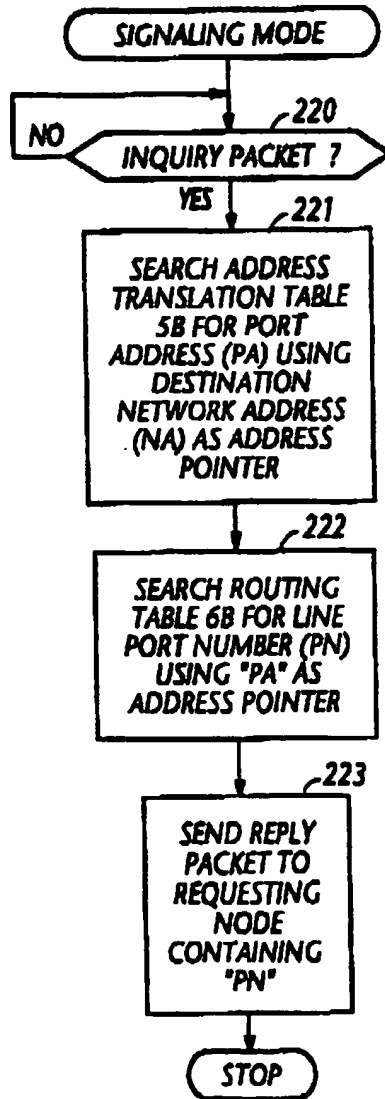 SIGNALING MODE
220
NO
INQUIRY PACKET ?
YES
221
SEARCH ADDRESS
TRANSLATION TABLE
5B FOR PORT
ADDRESS (PA) USING
DESTINATION
NETWORK ADDRESS
(NA) AS ADDRESS
POINTER
222
SEARCH ROUTING
TABLE 6B FOR LINE
PORT NUMBER (PN)
USING "PA" AS
ADDRESS POINTER
223
SEND REPLY
PACKET TO
REQUESTING
NODE
CONTAINING
"PN"
STOP